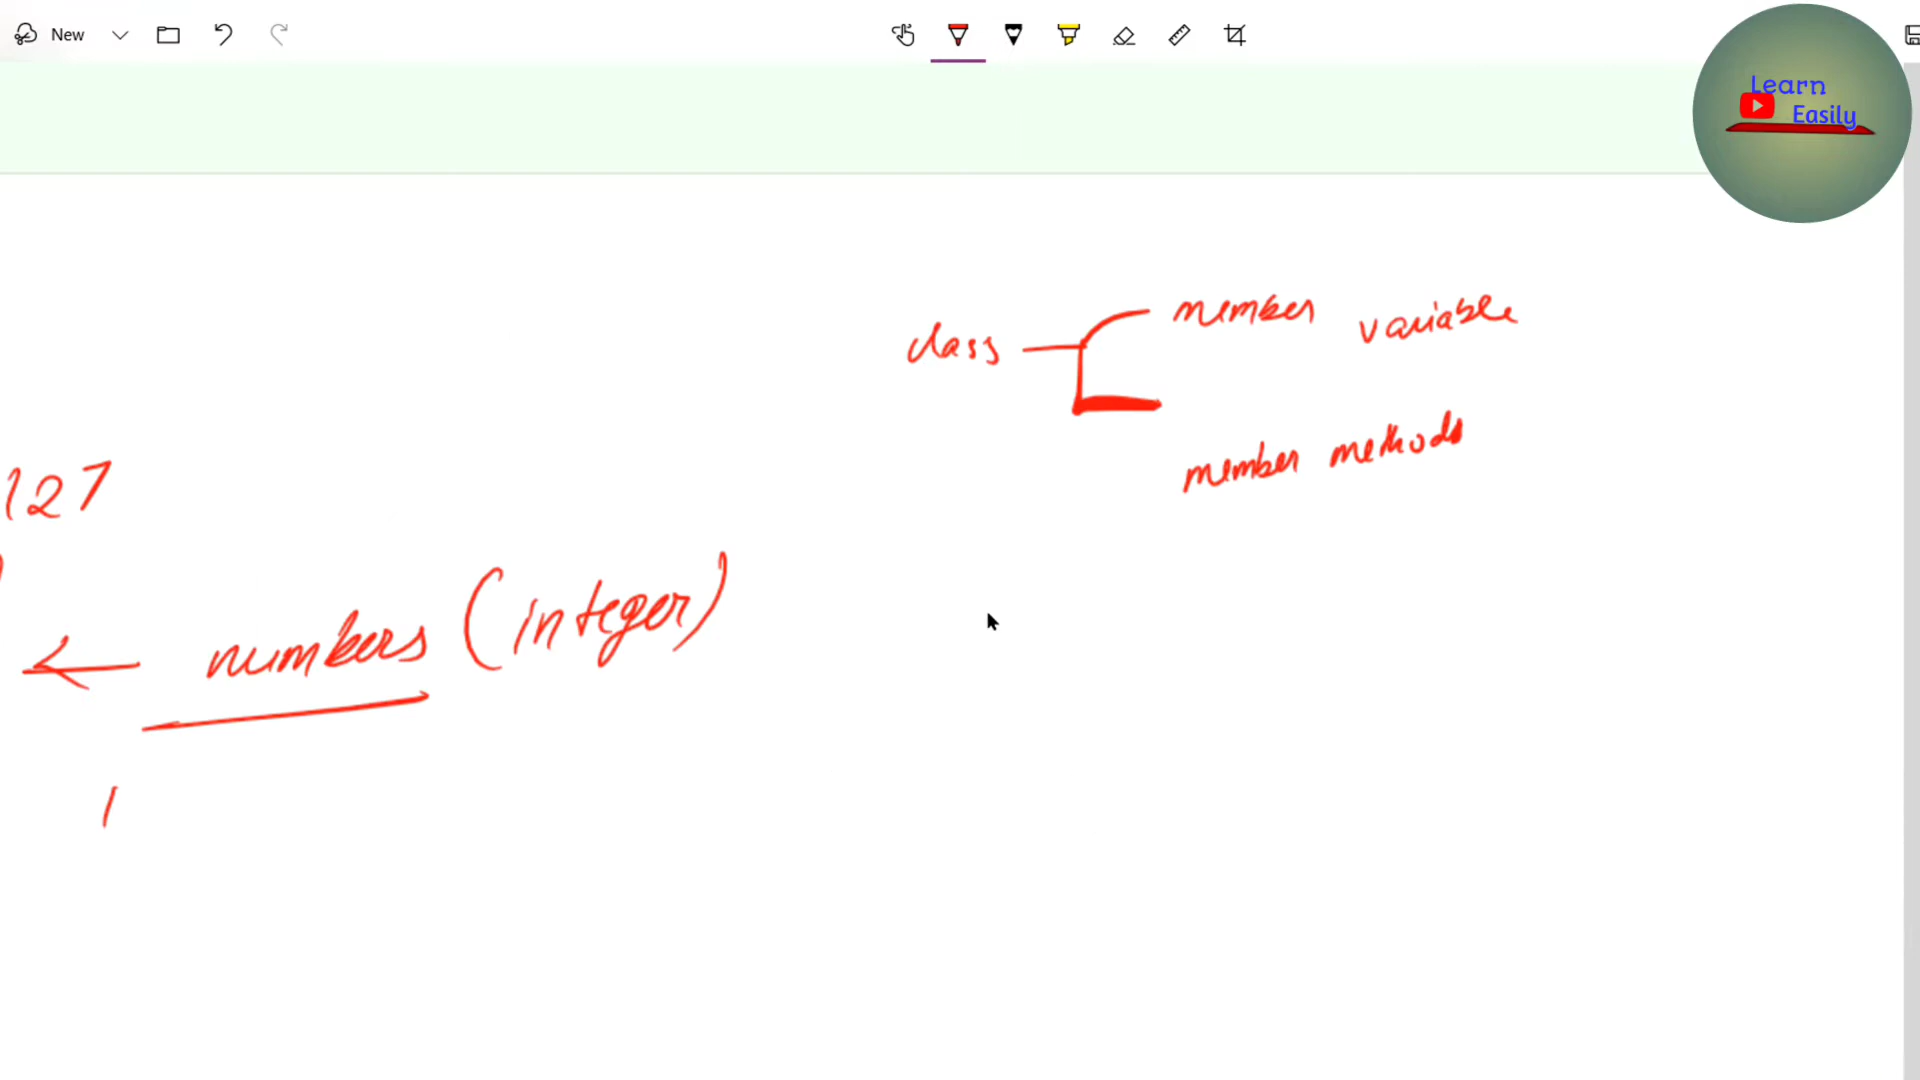 New
Learn
Easily
class
member variable
member methods
127
numbers (integer)